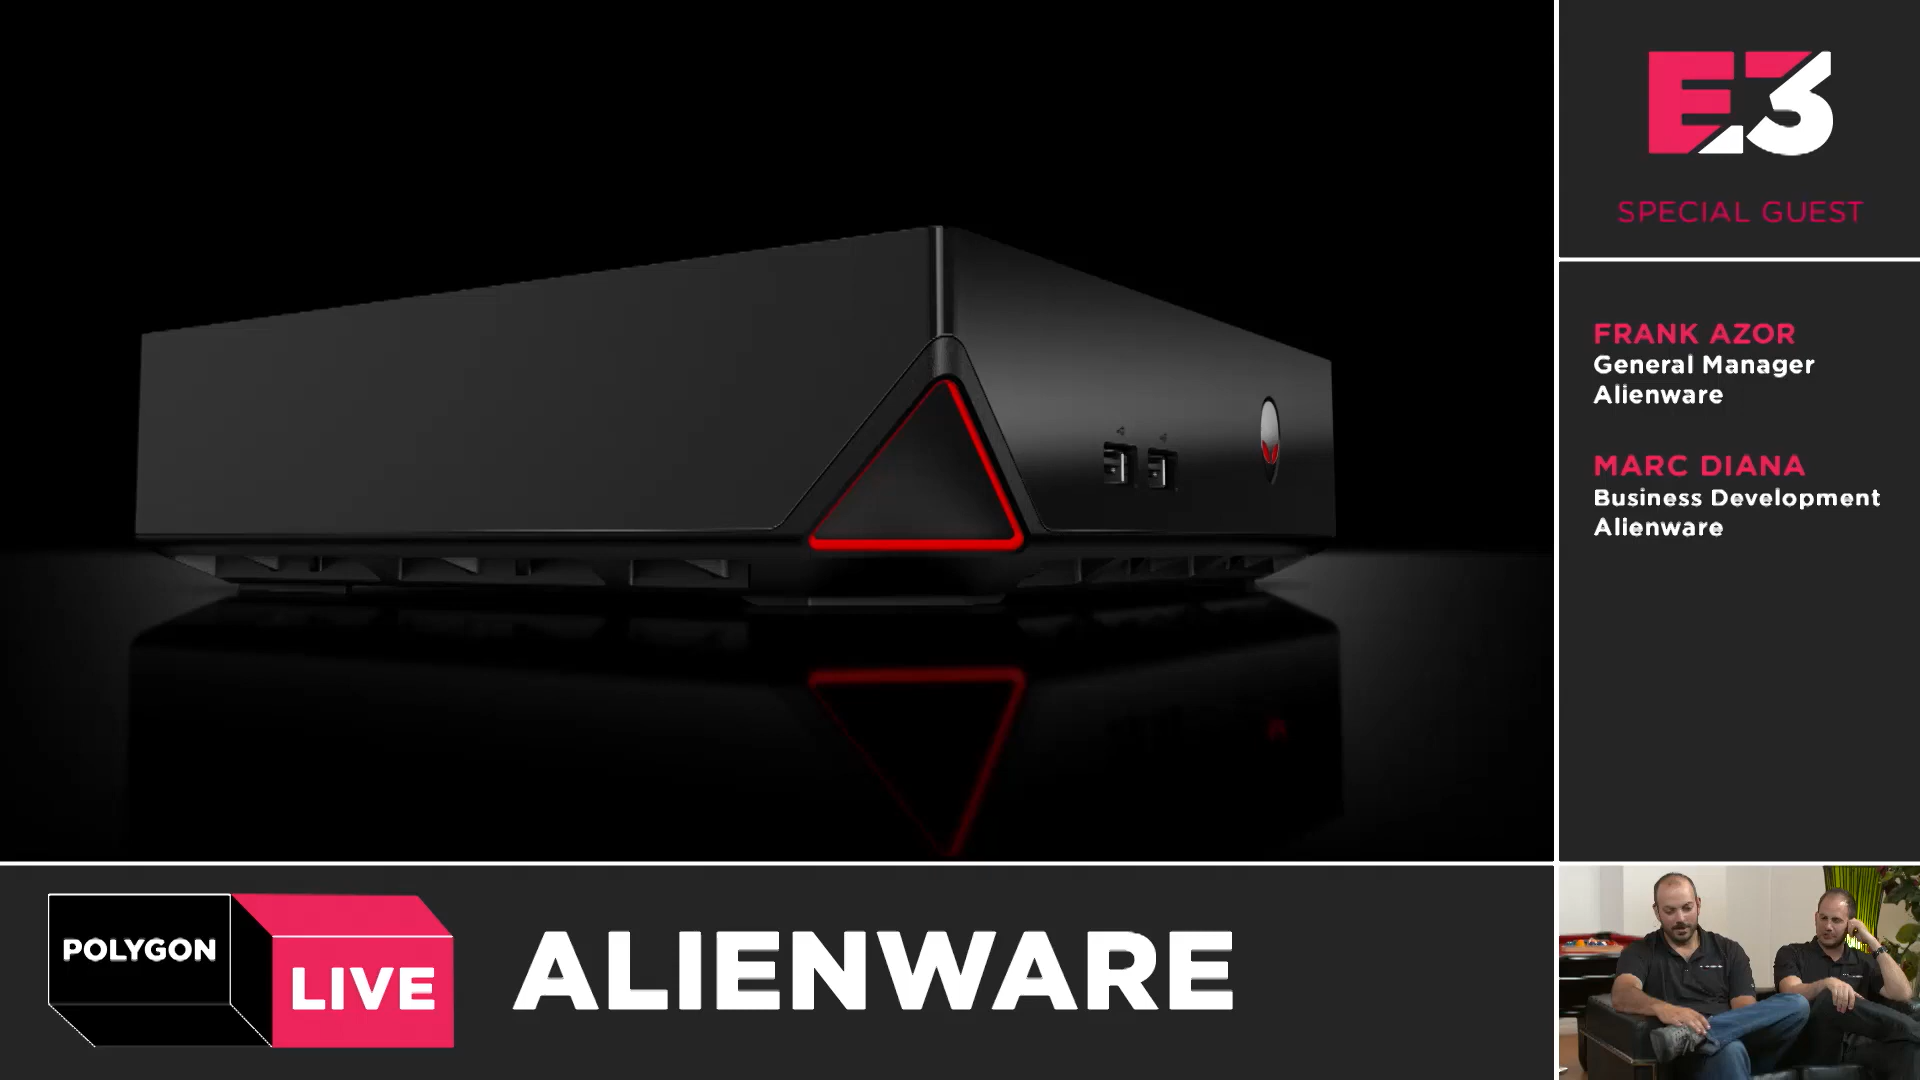 E3
SPECIAL GUEST
FRANK AZOR
General Manager
Alienware
MARC DIANA
Business Development
Alienware
POLYGON
LIVE
ALIENWARE